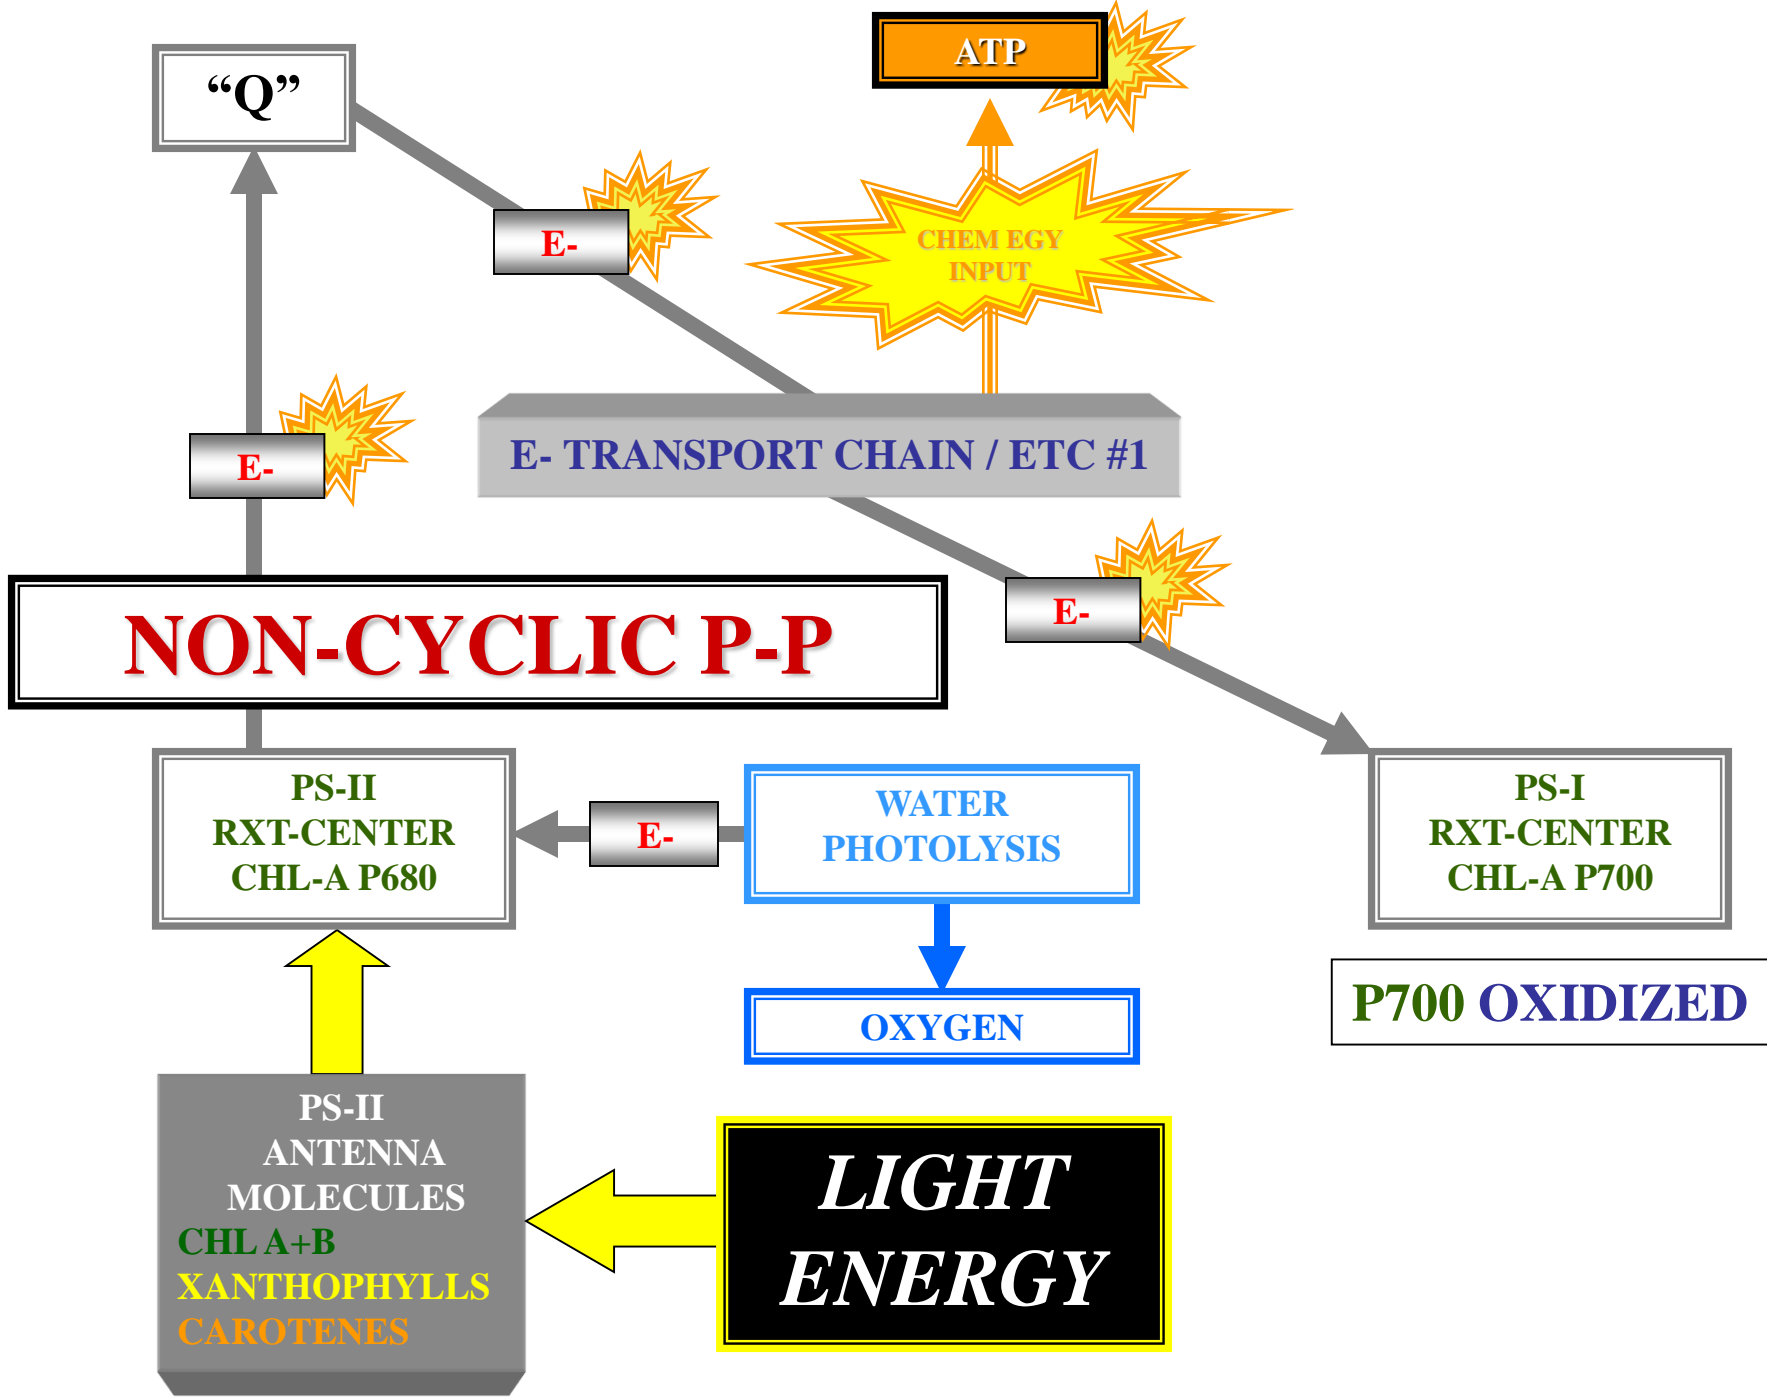 ATP
“Q”
E-
CHEM EGY
INPUT
E-
E- TRANSPORT CHAIN / ETC #1
E-
NON-CYCLIC P-P
PS-II
RXT-CENTER
CHL-A P680
E-
WATER
PHOTOLYSIS
PS-I
RXT-CENTER
CHL-A P700
OXYGEN
P700 OXIDIZED
PS-II
ANTENNA
MOLECULES
CHL A+B
XANTHOPHYLLS
CAROTENES
LIGHT
ENERGY